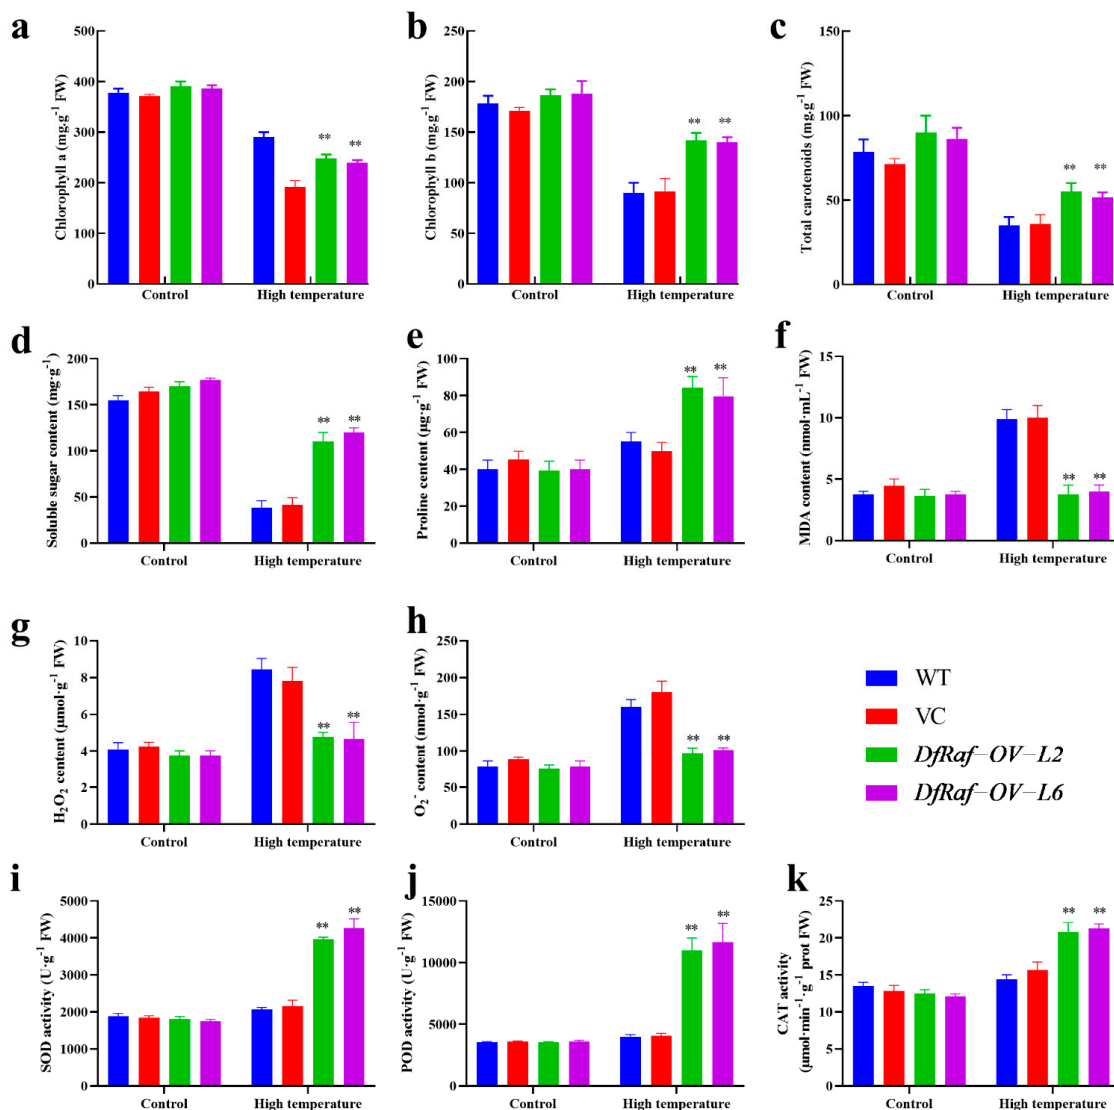 a
Chlorophyll a (mg.g⁻¹ FW)
500
400
300
200
100
0
** **
Control High temperature
b
Chlorophyll b (mg.g⁻¹ FW)
250
200
150
100
50
0
** **
Control High temperature
c
Total carotenoids (mg.g⁻¹ FW)
150
100
50
0
** **
Control High temperature
d
Soluble sugar content (mg·g⁻¹)
200
150
100
50
0
** **
Control High temperature
e
Proline centent (μg·g⁻¹ FW)
100
80
60
40
20
0
** **
Control High temperature
f
MDA content (nmol·mL⁻¹ FW)
15
10
5
0
** **
Control High temperature
g
H₂O₂ centent (μmol·g⁻¹ FW)
10
8
6
4
2
0
** **
Control High temperature
h
O₂⁻ content (nmol·g⁻¹ FW)
250
200
150
100
50
0
** **
Control High temperature
WT
VC
DfRaf-OV-L2
DfRaf-OV-L6
i
SOD activity (U·g⁻¹ FW)
5000
4000
3000
2000
1000
0
** **
Control High temperature
j
POD activity (U·g⁻¹ FW)
15000
10000
5000
0
** **
Control High temperature
k
CAT activity
(μmol·min⁻¹·g⁻¹ prot FW)
25
20
15
10
5
0
** **
Control High temperature